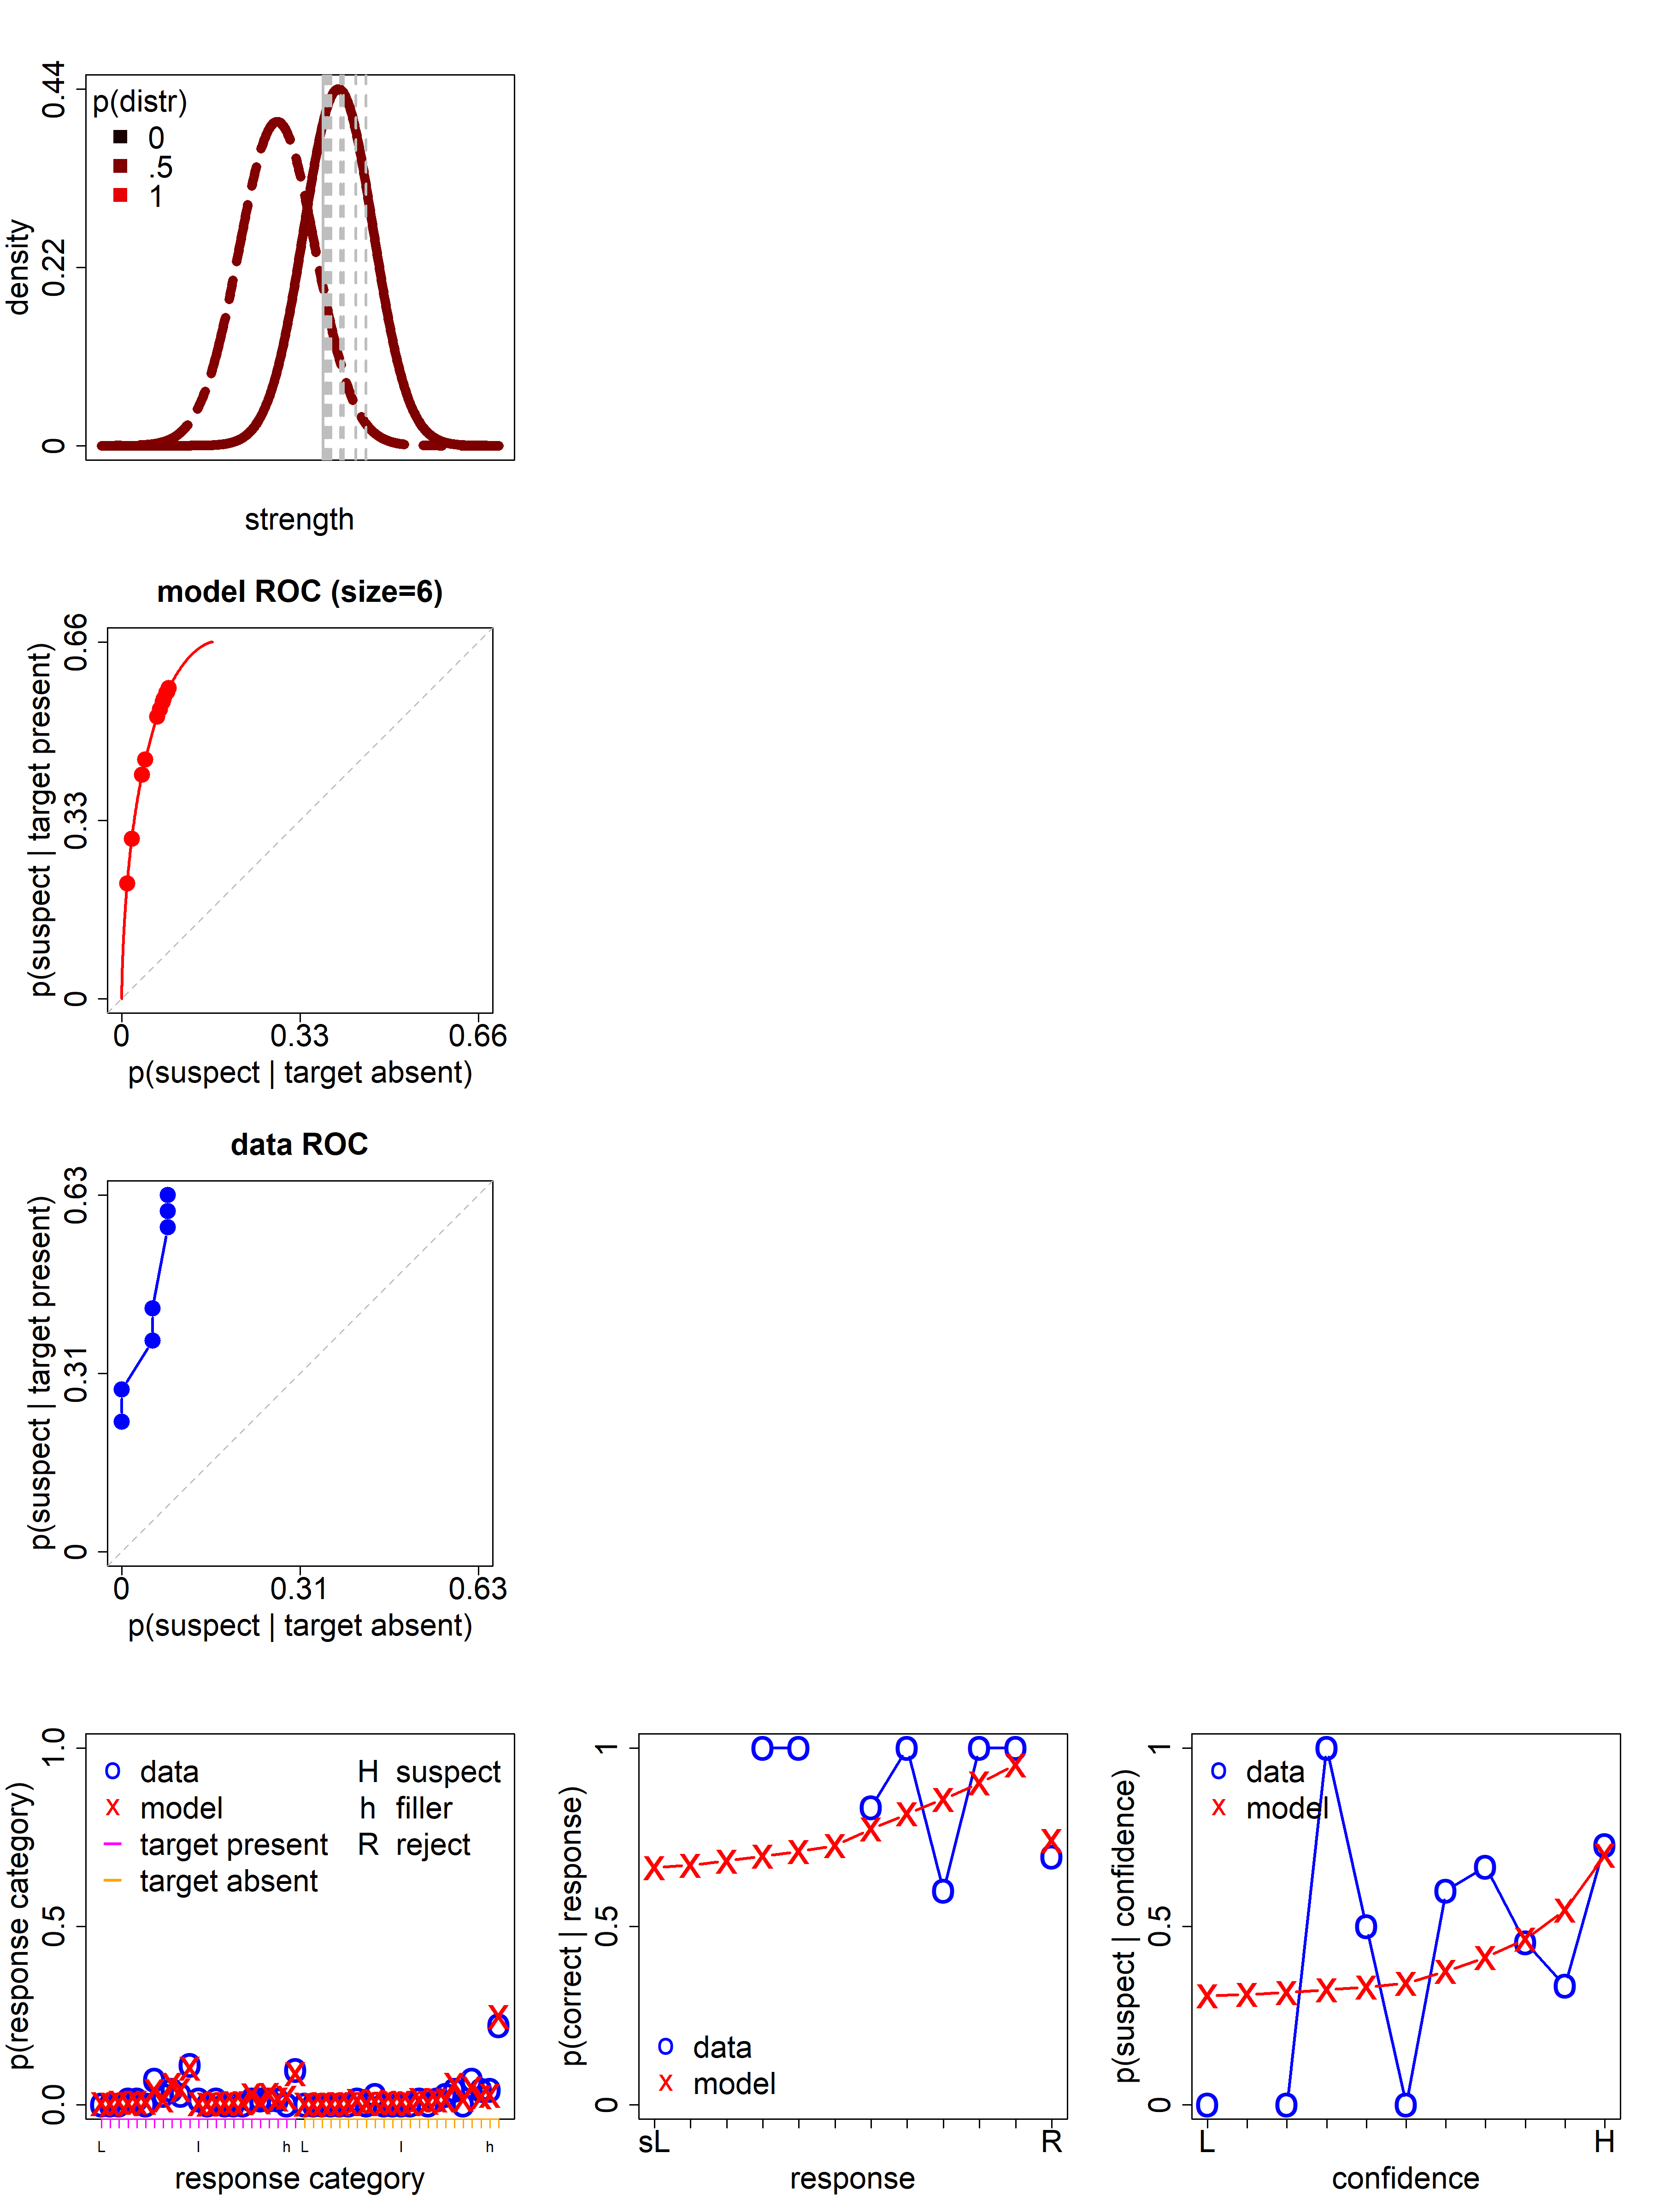 p(distr)
0
.5
1
0.44
0.22
0
density
strength
model ROC (size=6)
0.66
0.33
0
p(suspect | target present)
0
0.33
0.66
p(suspect | target absent)
data ROC
0.63
0.31
0
p(suspect | target present)
0
0.31
0.63
p(suspect | target absent)
1.0
0.5
0.0
p(response category)
o data
x model
target present
target absent
H suspect
h filler
R reject
L l h L l h
response category
1
0.5
0
p(correct | response)
o data
x model
sL R
response
1
0.5
0
p(suspect | confidence)
o data
x model
L H
confidence